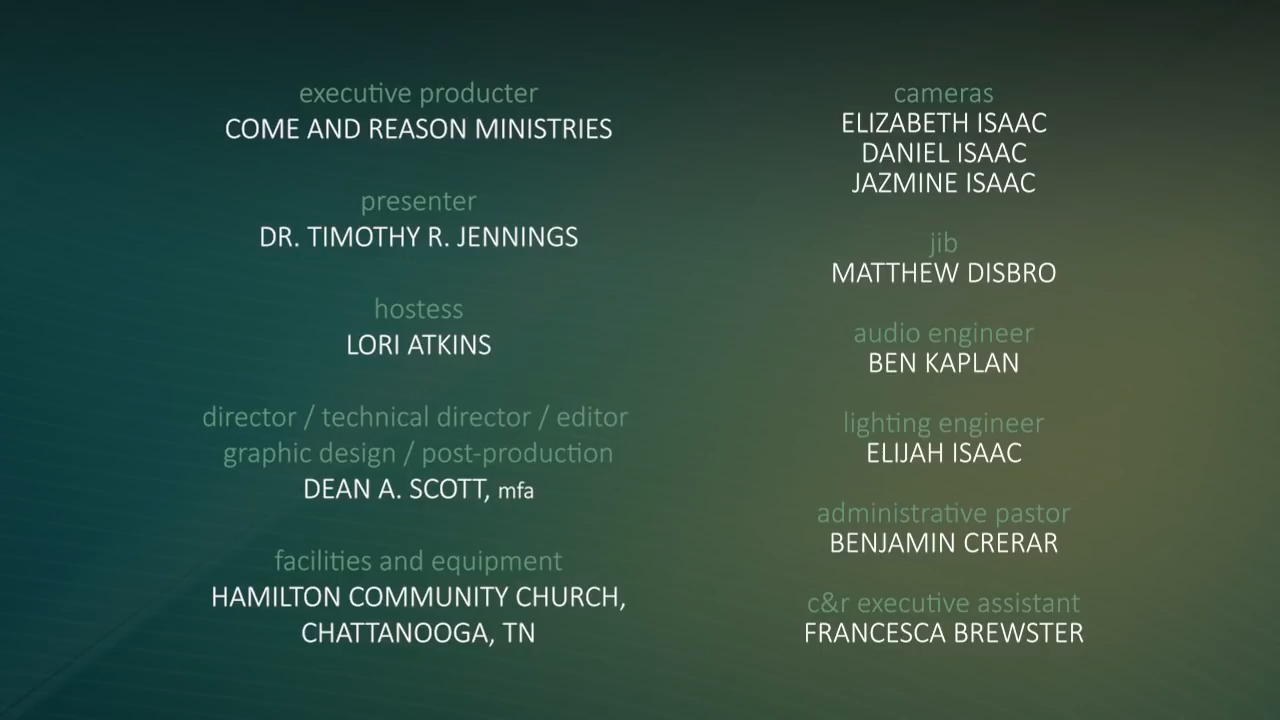 executive producter
COME AND REASON MINISTRIES
presenter
DR. TIMOTHY R. JENNINGS
hostess
LORI ATKINS
director / technical director / editor
graphic design / post-production
DEAN A. SCOTT, mfa
facilities and equipment
HAMILTON COMMUNITY CHURCH,
CHATTANOOGA, TN
cameras
ELIZABETH ISAAC
DANIEL ISAAC
JAZMINE ISAAC
jib
MATTHEW DISBRO
audio engineer
BEN KAPLAN
lighting engineer
ELIJAH ISAAC
administrative pastor
BENJAMIN CRERAR
c&r executive assistant
FRANCESCA BREWSTER